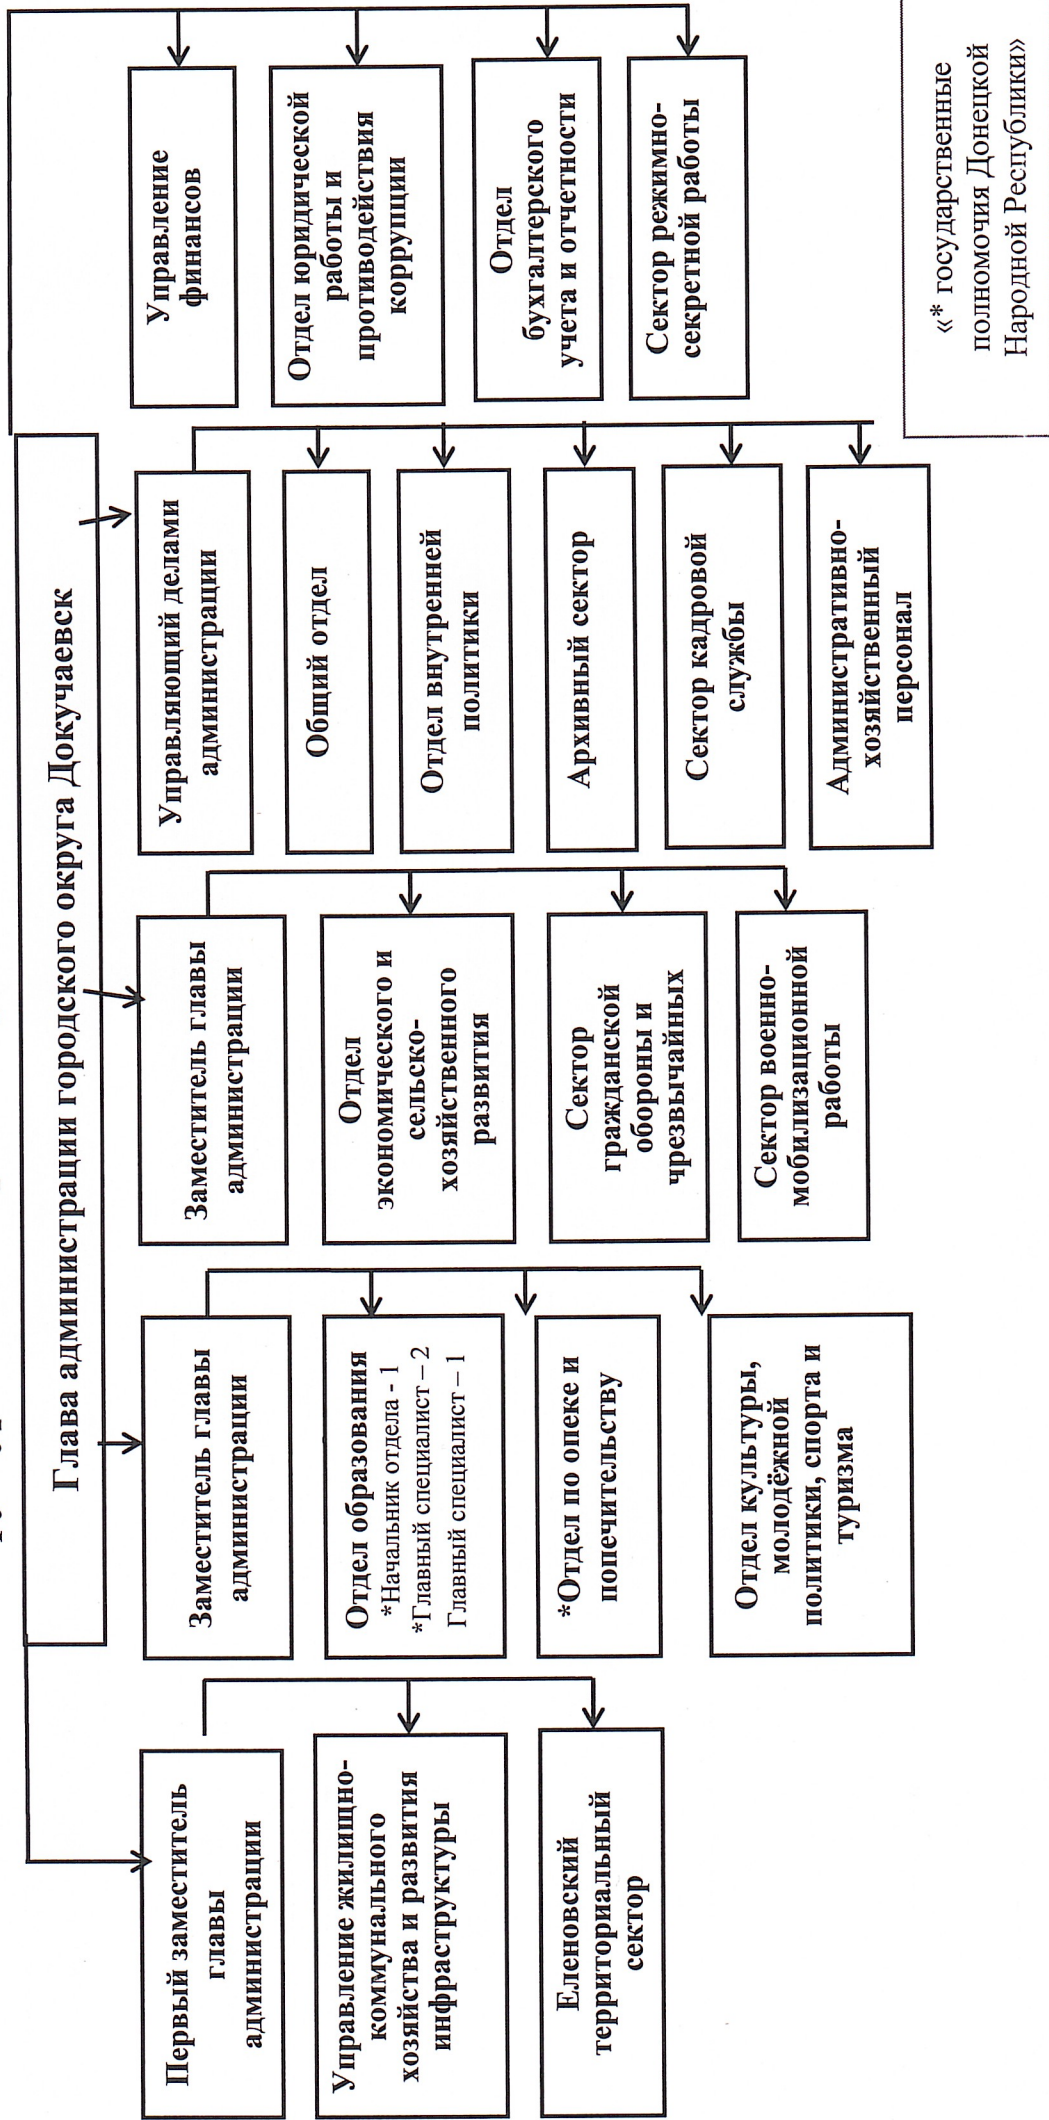 Глава администрации городского округа Докучаевск
Первый заместитель
главы
администрации
Управление жилищно-
коммунального
хозяйства и развития
инфраструктуры
Еленовский
территориальный
сектор
Заместитель главы
администрации
Отдел образования
*Начальник отдела - 1
*Главный специалист – 2
Главный специалист – 1
*Отдел по опеке и
попечительству
Отдел культуры,
молодёжной
политики, спорта и
туризма
Заместитель главы
администрации
Отдел
экономического и
сельско-
хозяйственного
развития
Сектор
гражданской
обороны и
чрезвычайных
Сектор военно-
мобилизационной
работы
Управляющий делами
администрации
Общий отдел
Отдел внутренней
политики
Архивный сектор
Сектор кадровой
службы
Административно-
хозяйственный
персонал
Управление
финансов
Отдел юридической
работы и
противодействия
коррупции
Отдел
бухгалтерского
учета и отчетности
Сектор режимно-
секретной работы
«* государственные
полномочия Донецкой
Народной Республики»